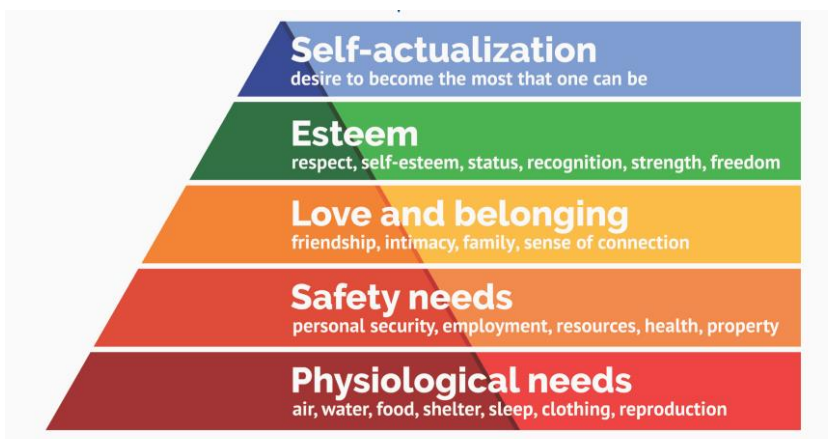 Self-actualization
desire to become the most that one can be
Esteem
respect, self-esteem, status, recognition, strength, freedom
Love and belonging
friendship, intimacy, family, sense of connection
Safety needs
personal security, employment, resources, health, property
Physiological needs
air, water, food, shelter, sleep, clothing, reproduction